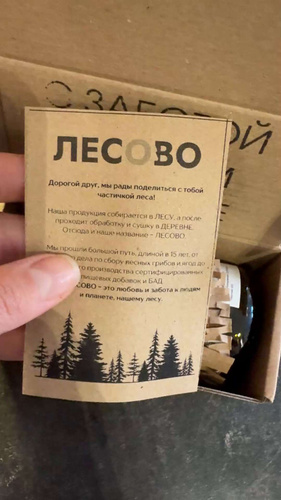 С ЗАБОТОЙ
ЛЕСОВО
Дорогой друг, мы рады поделиться с тобой
частичкой леса!
Наша продукция собирается в ЛЕСУ, а после
проходит обработку и сушку в ДЕРЕВНЕ.
Отсюда и наше название – ЛЕСОВО.
Мы прошли большой путь, длиной в 15 лет, от
дела по сбору весных грибов и ягод до
производства сертифицированных
пищевых добавок и БАД.
ЛЕСОВО – это любовь и забота к людям
и планете, нашему лесу.